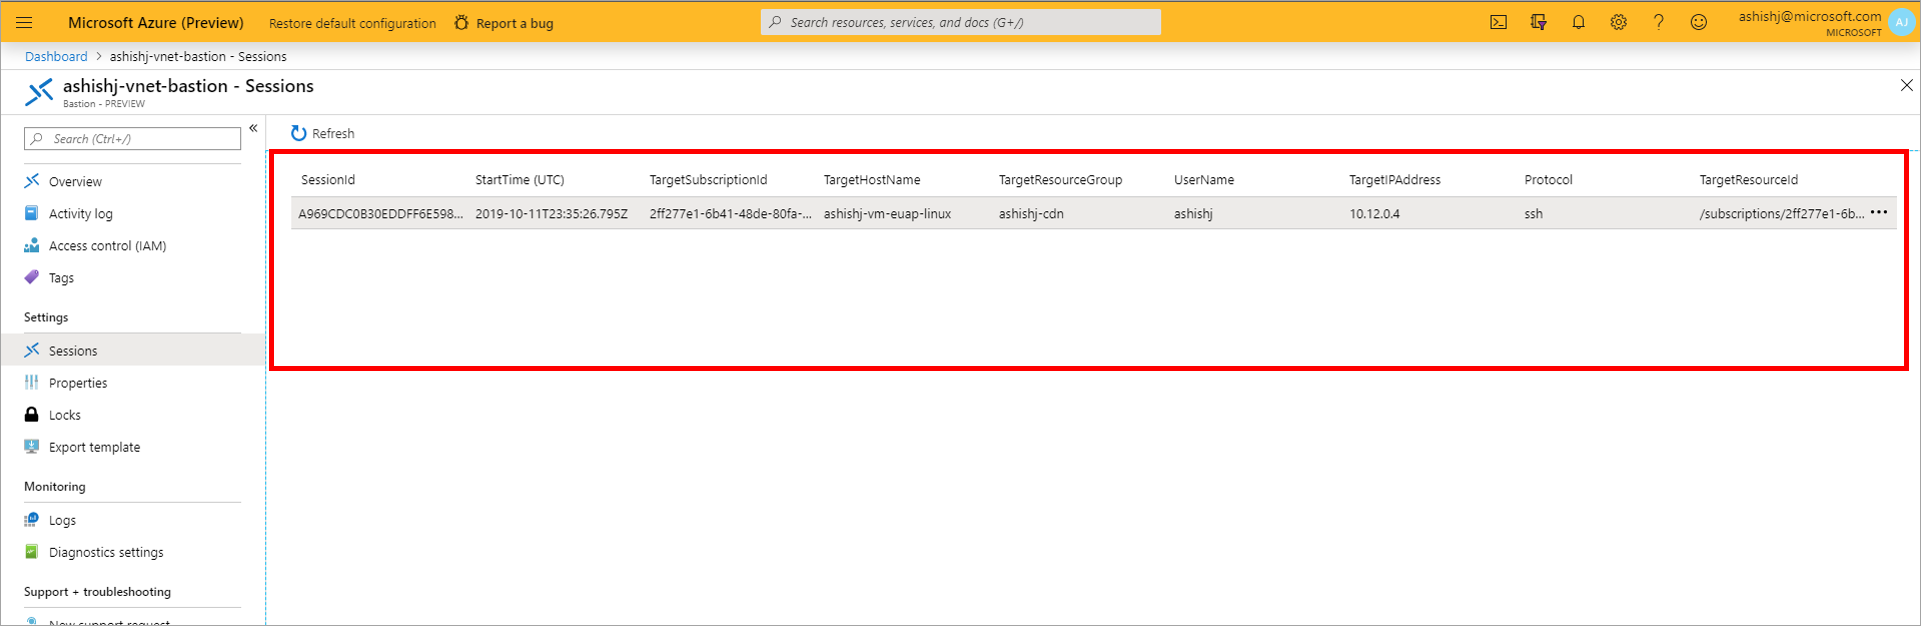 Microsoft Azure (Preview) Restore default configuration Report a bug Search resources, services, and docs (G+/) ashishj@microsoft.com
MICROSOFT AJ
Dashboard > ashishj-vnet-bastion - Sessions
ashishj-vnet-bastion - Sessions
Bastion - PREVIEW
Search (Ctrl+/)
Overview
Activity log
Access control (IAM)
Tags
Settings
Sessions
Properties
Locks
Export template
Monitoring
Logs
Diagnostics settings
Support + troubleshooting
New support request
Refresh
SessionId StartTime (UTC) TargetSubscriptionId TargetHostName TargetResourceGroup UserName TargetIPAddress Protocol TargetResourceId
A969CDC0B30EDDFF6E598... 2019-10-11T23:35:26.795Z 2ff277e1-6b41-48de-80fa-... ashishj-vm-euap-linux ashishj-cdn ashishj 10.12.0.4 ssh /subscriptions/2ff277e1-6b...